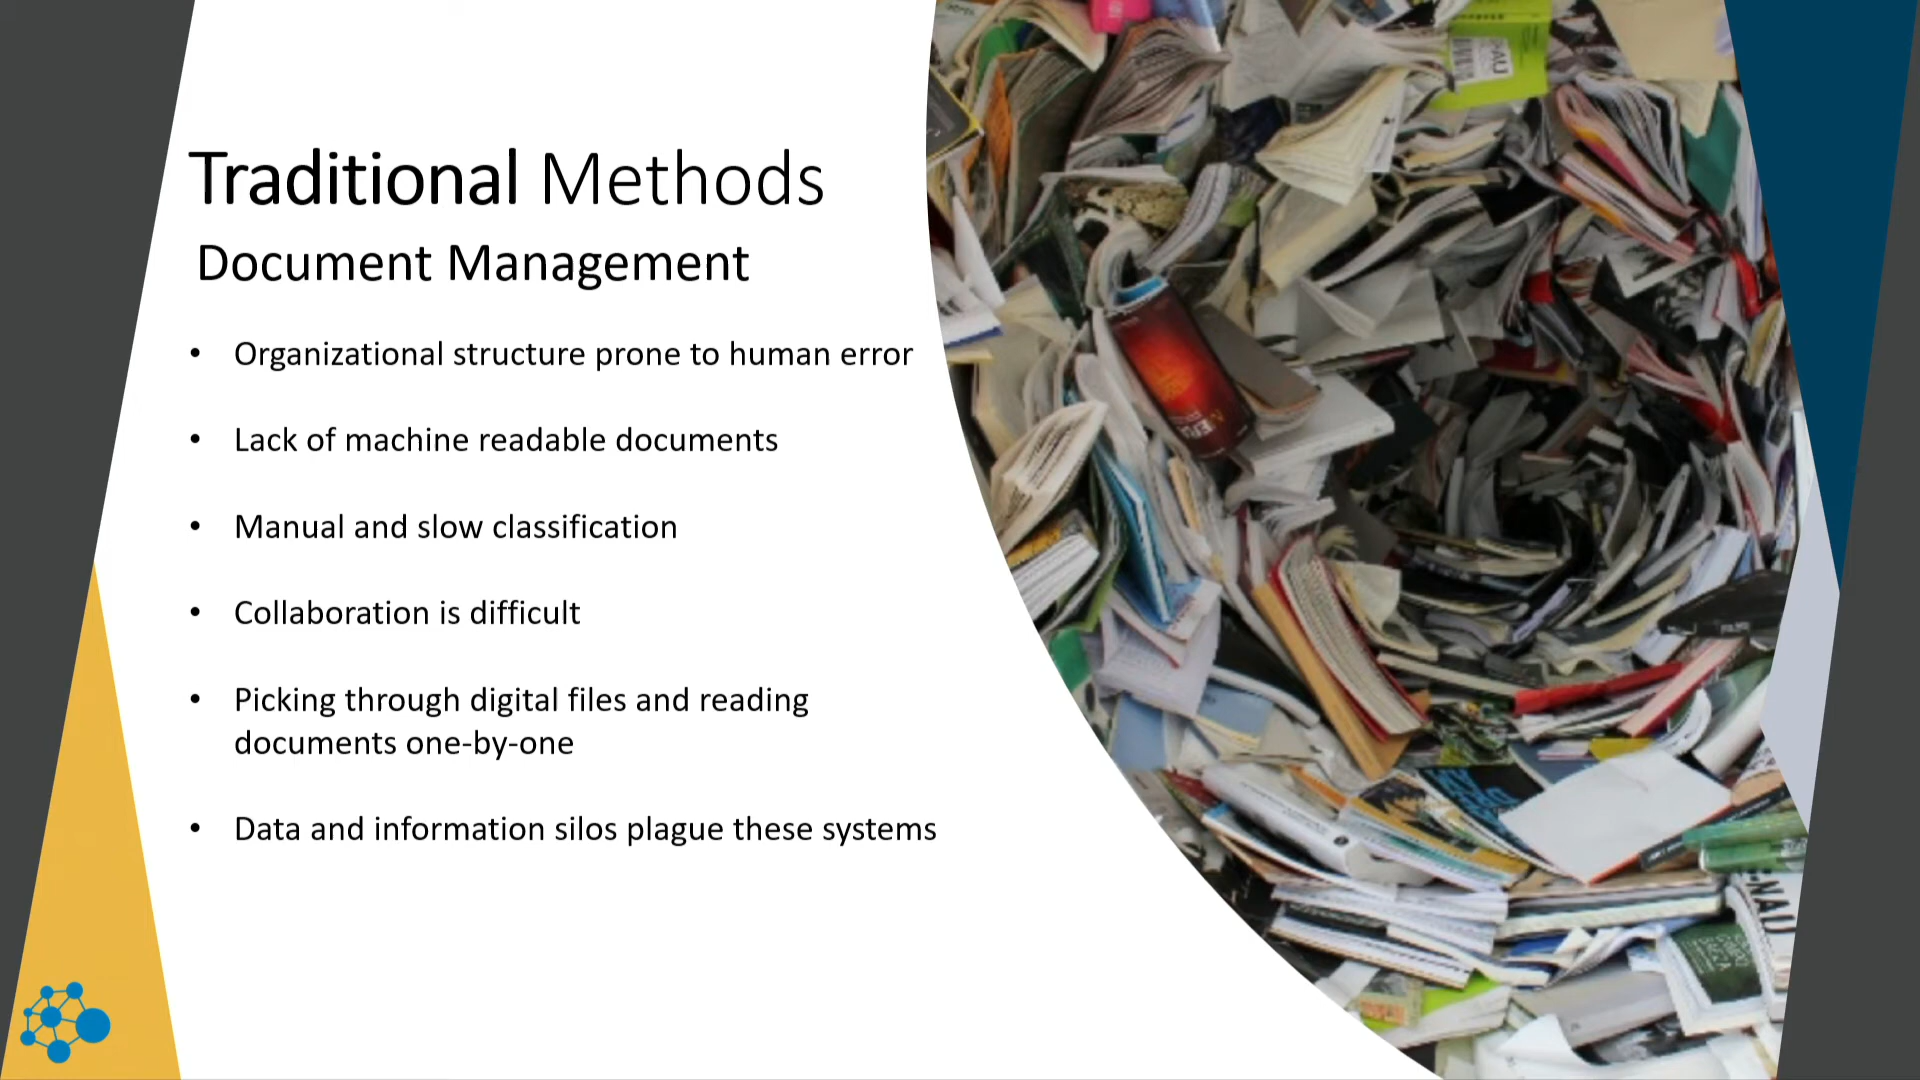 Traditional Methods
Document Management
• Organizational structure prone to human error
• Lack of machine readable documents
• Manual and slow classification
• Collaboration is difficult
• Picking through digital files and reading
documents one-by-one
• Data and information silos plague these systems